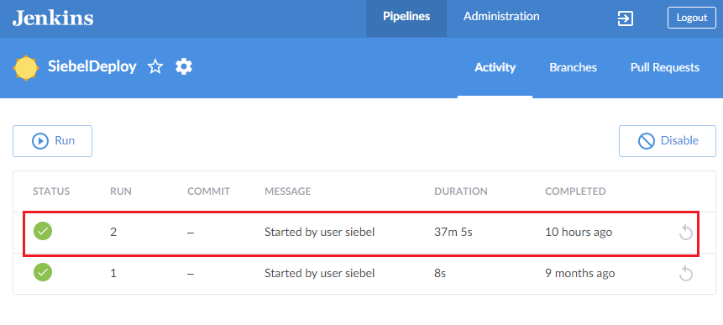 Jenkins Pipelines Administration Logout
SiebelDeploy Activity Branches Pull Requests
Run Disable
STATUS RUN COMMIT MESSAGE DURATION COMPLETED
2 – Started by user siebel 37m 5s 10 hours ago
1 – Started by user siebel 8s 9 months ago